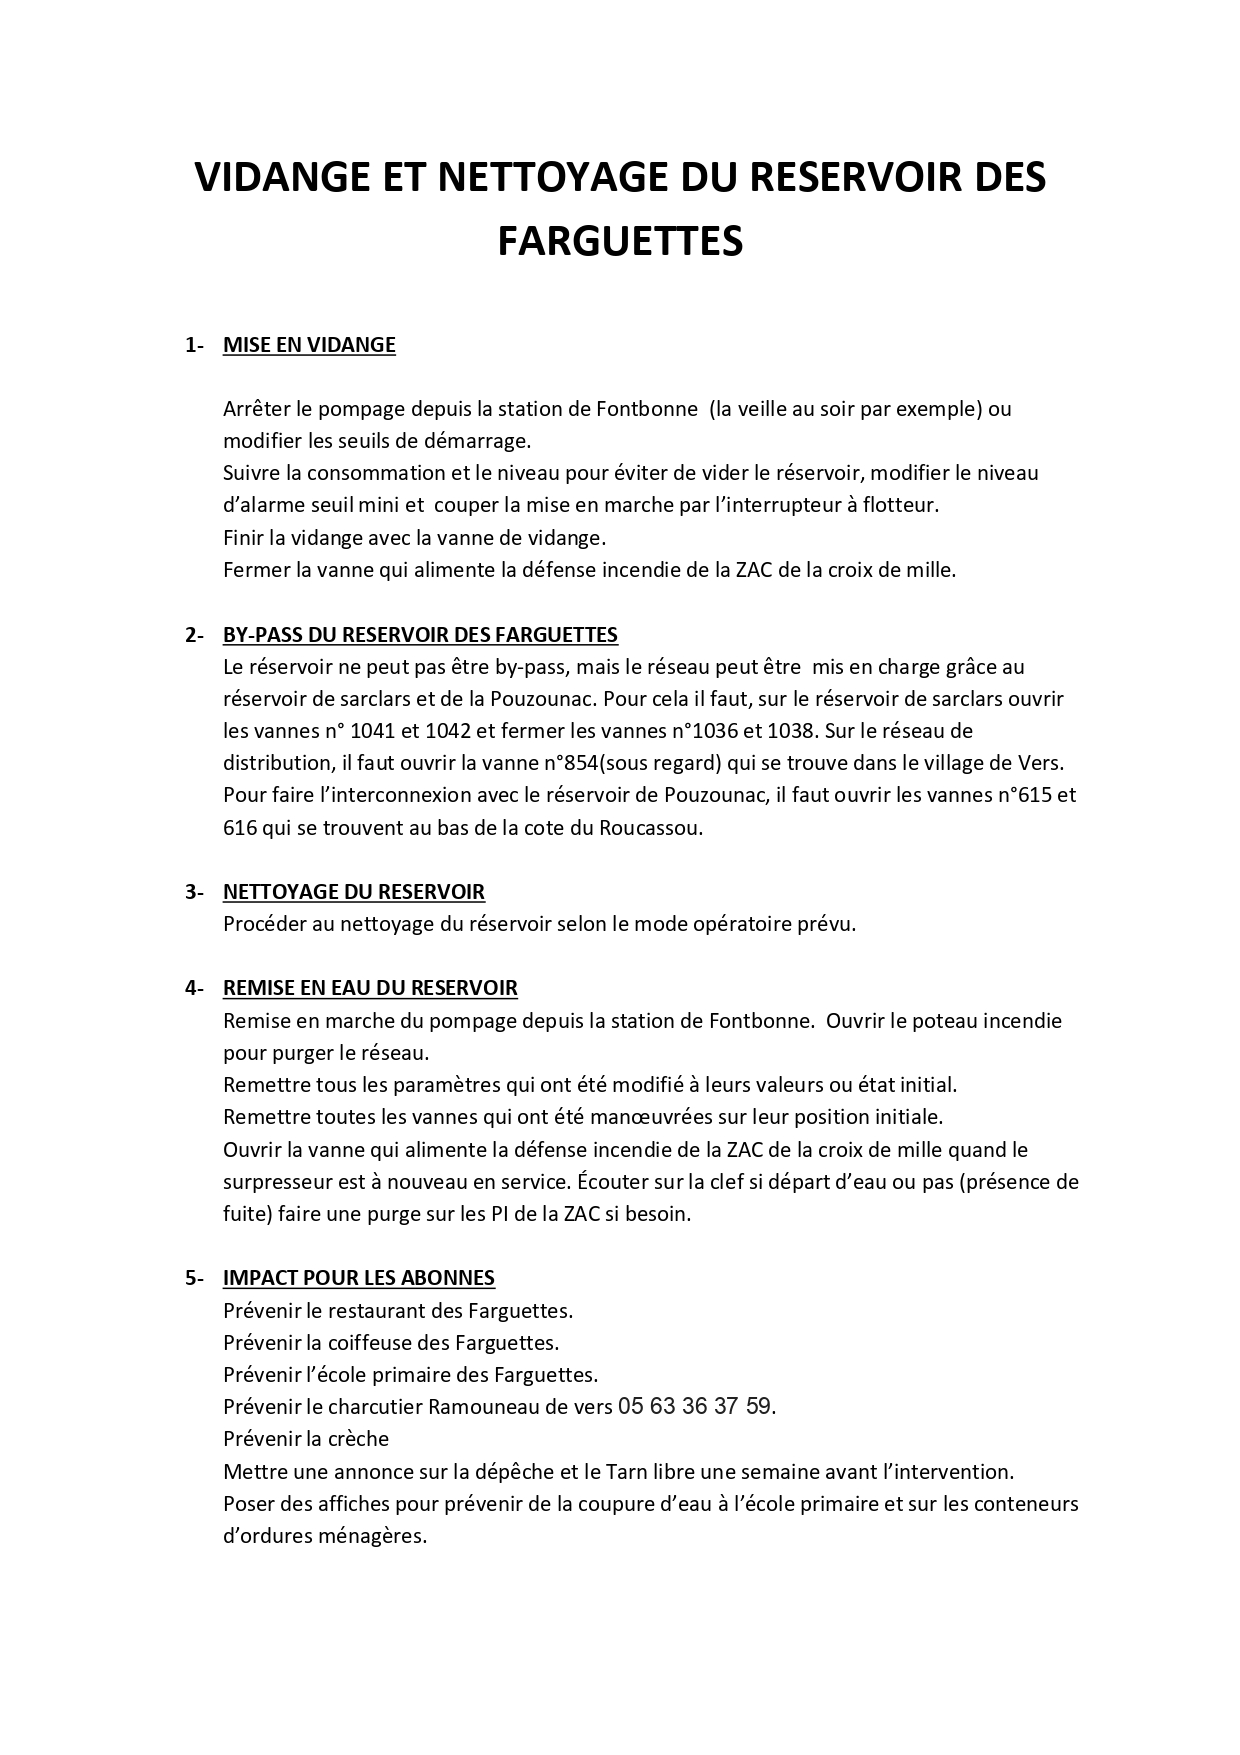 VIDANGE ET NETTOYAGE DU RESERVOIR DES
FARGUETTES
1- MISE EN VIDANGE
Arrêter le pompage depuis la station de Fontbonne (la veille au soir par exemple) ou
modifier les seuils de démarrage.
Suivre la consommation et le niveau pour éviter de vider le réservoir, modifier le niveau
d’alarme seuil mini et couper la mise en marche par l’interrupteur à flotteur.
Finir la vidange avec la vanne de vidange.
Fermer la vanne qui alimente la défense incendie de la ZAC de la croix de mille.
2- BY-PASS DU RESERVOIR DES FARGUETTES
Le réservoir ne peut pas être by-pass, mais le réseau peut être mis en charge grâce au
réservoir de sarclars et de la Pouzounac. Pour cela il faut, sur le réservoir de sarclars ouvrir
les vannes n° 1041 et 1042 et fermer les vannes n°1036 et 1038. Sur le réseau de
distribution, il faut ouvrir la vanne n°854(sous regard) qui se trouve dans le village de Vers.
Pour faire l’interconnexion avec le réservoir de Pouzounac, il faut ouvrir les vannes n°615 et
616 qui se trouvent au bas de la cote du Roucassou.
3- NETTOYAGE DU RESERVOIR
Procéder au nettoyage du réservoir selon le mode opératoire prévu.
4- REMISE EN EAU DU RESERVOIR
Remise en marche du pompage depuis la station de Fontbonne. Ouvrir le poteau incendie
pour purger le réseau.
Remettre tous les paramètres qui ont été modifié à leurs valeurs ou état initial.
Remettre toutes les vannes qui ont été manœuvrées sur leur position initiale.
Ouvrir la vanne qui alimente la défense incendie de la ZAC de la croix de mille quand le
surpresseur est à nouveau en service. Écouter sur la clef si départ d’eau ou pas (présence de
fuite) faire une purge sur les PI de la ZAC si besoin.
5- IMPACT POUR LES ABONNES
Prévenir le restaurant des Farguettes.
Prévenir la coiffeuse des Farguettes.
Prévenir l’école primaire des Farguettes.
Prévenir le charcutier Ramouneau de vers 05 63 36 37 59.
Prévenir la crèche
Mettre une annonce sur la dépêche et le Tarn libre une semaine avant l’intervention.
Poser des affiches pour prévenir de la coupure d’eau à l’école primaire et sur les conteneurs
d’ordures ménagères.